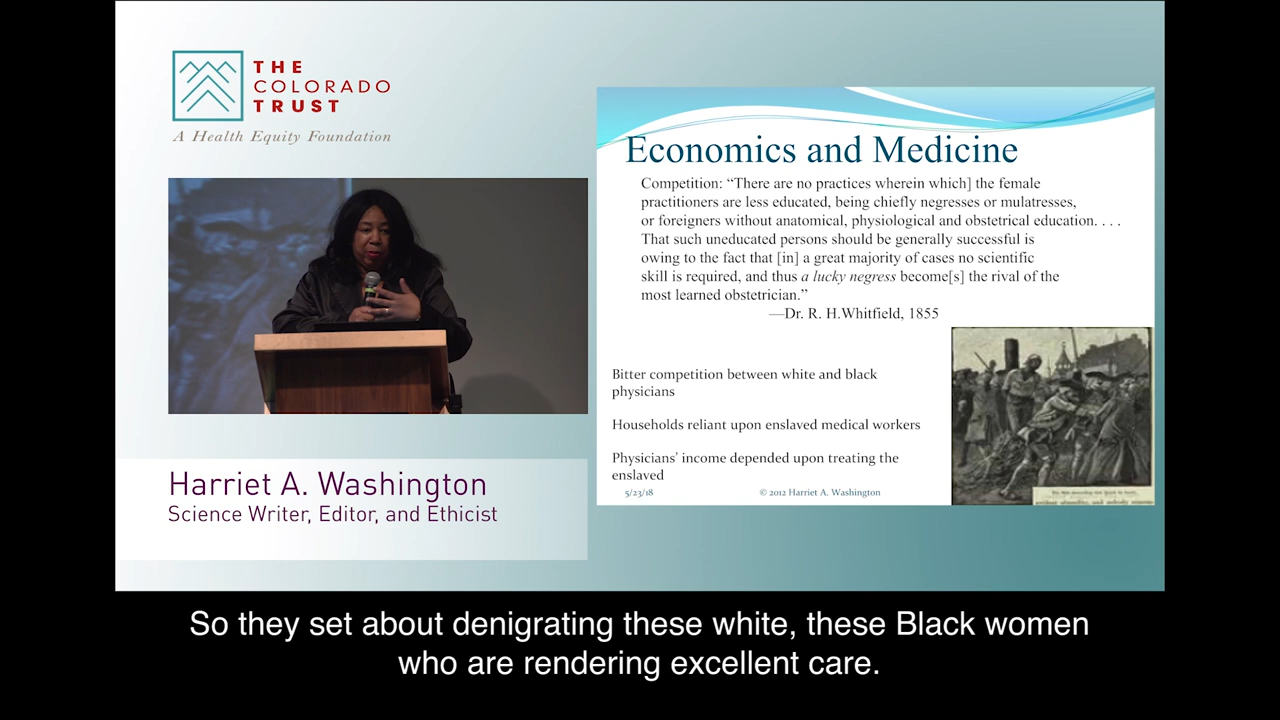 THE
COLORADO
TRUST
A Health Equity Foundation
Economics and Medicine
Competition: “There are no practices wherein which] the female
practitioners are less educated, being chiefly negresses or mulatresses,
or foreigners without anatomical, physiological and obstetrical education. . . .
That such uneducated persons should be generally successful is
owing to the fact that [in] a great majority of cases no scientific
skill is required, and thus a lucky negress become[s] the rival of the
most learned obstetrician.”
—Dr. R. H.Whitfield, 1855
Bitter competition between white and black
physicians
Households reliant upon enslaved medical workers
Physicians’ income depended upon treating the
enslaved
5/23/18
© 2012 Harriet A. Washington
Harriet A. Washington
Science Writer, Editor, and Ethicist
So they set about denigrating these white, these Black women
who are rendering excellent care.